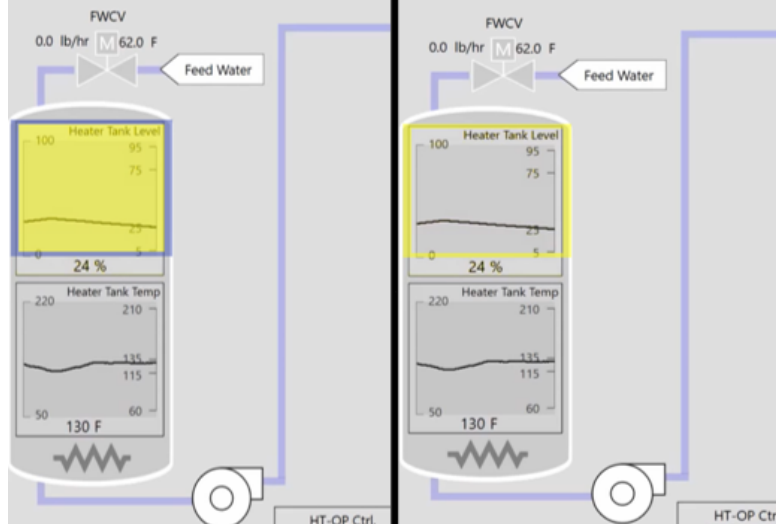 FWCV
0.0 lb/hr M 62.0 F
Feed Water
Heater Tank Level
100
95
75
25
0
5
24 %
Heater Tank Temp
220
210
135
115
50
60
130 F
HT-OP Ctrl.
FWCV
0.0 lb/hr M 62.0 F
Feed Water
Heater Tank Level
100
95
75
25
0
5
24 %
Heater Tank Temp
220
210
135
115
50
60
130 F
HT-OP Ctr